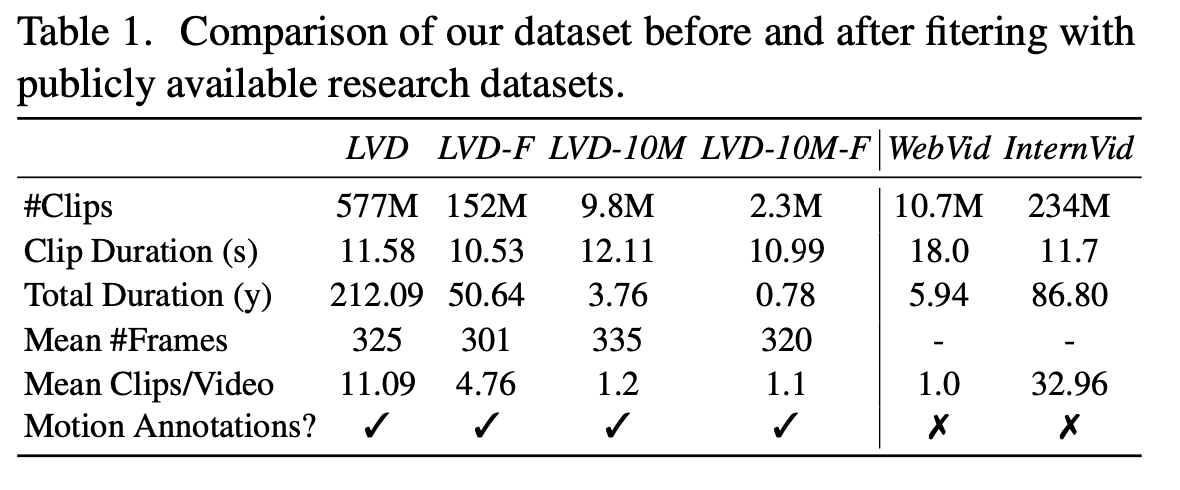 Table 1. Comparison of our dataset before and after fitering with
publicly available research datasets.
LVD LVD-F LVD-10M LVD-10M-F WebVid InternVid
#Clips 577M 152M 9.8M 2.3M 10.7M 234M
Clip Duration (s) 11.58 10.53 12.11 10.99 18.0 11.7
Total Duration (y) 212.09 50.64 3.76 0.78 5.94 86.80
Mean #Frames 325 301 335 320 - -
Mean Clips/Video 11.09 4.76 1.2 1.1 1.0 32.96
Motion Annotations? ✓ ✓ ✓ ✓ ✗ ✗